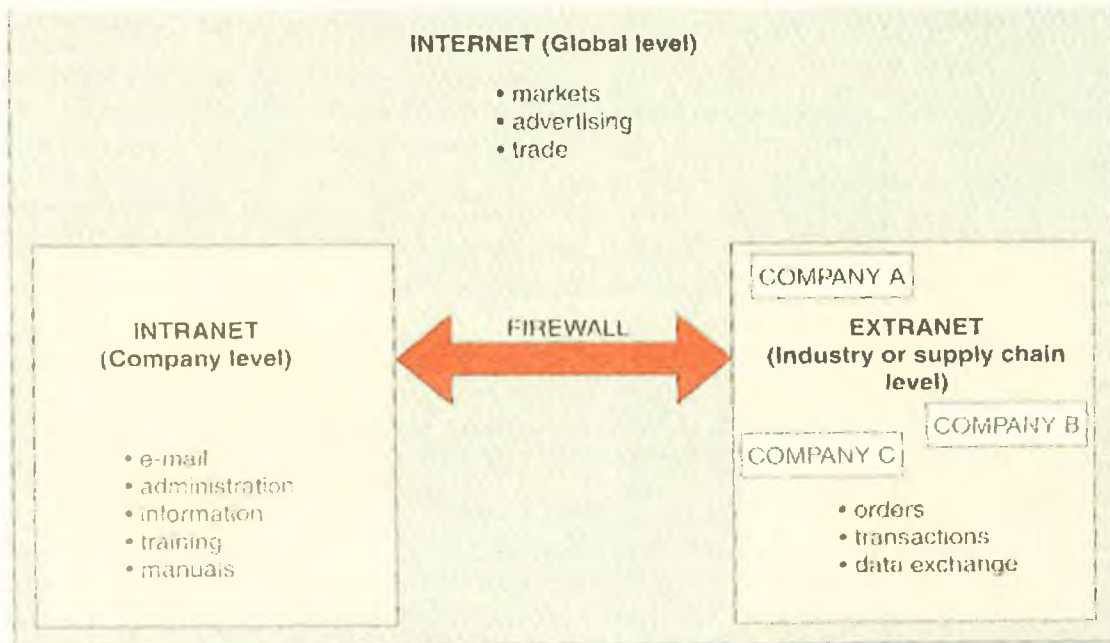 INTERNET (Global level)
• markets
• advertising
• trade
INTRANET
(Company level)
• e-mail
• administration
• information
• training
• manuals
FIREWALL
COMPANY A
EXTRANET
(Industry or supply chain
level)
COMPANY B
COMPANY C
• orders
• transactions
• data exchange